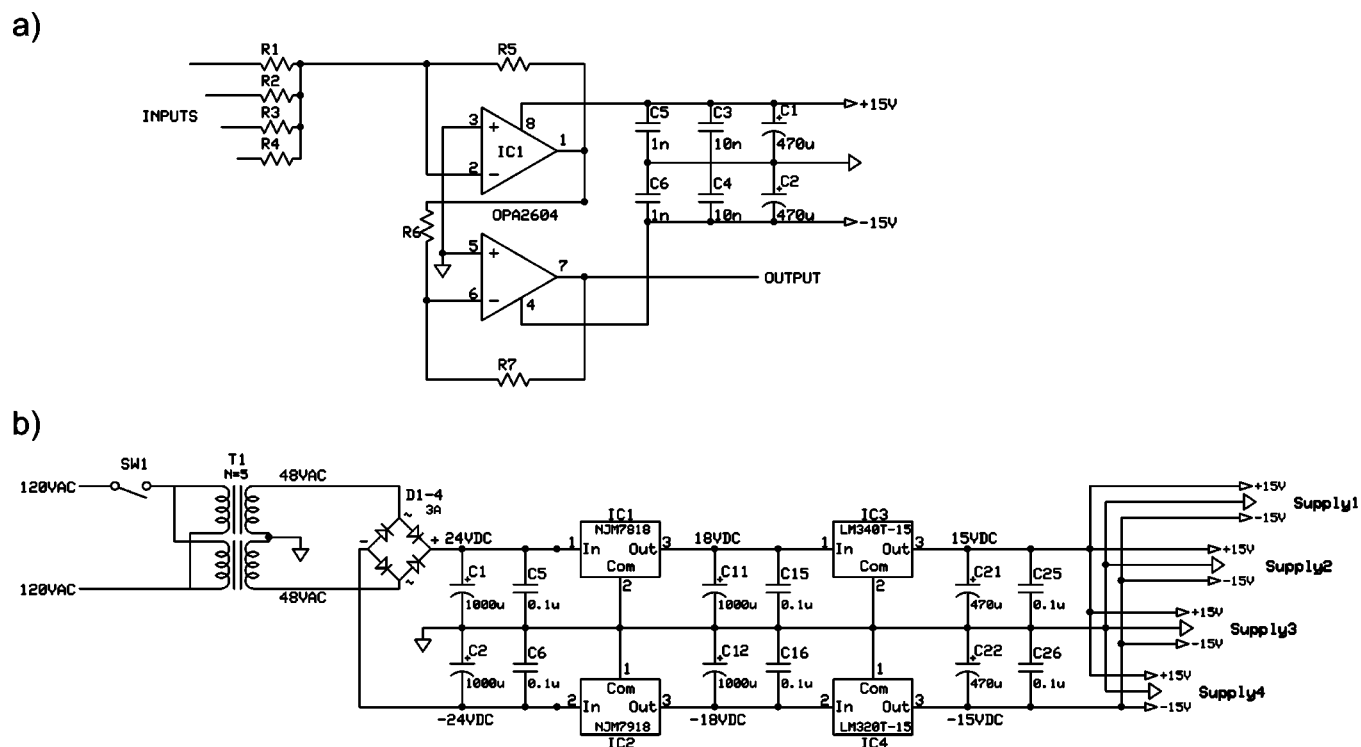 a)
R1
R2
INPUTS
R3
R4
R5
3
+
8
1
IC1
2
−
OPA2604
R6
5
+
7
6
−
4
R7
OUTPUT
C5
1n
C3
10n
+
C1
470u
+15V
C6
1n
C4
10n
+
C2
470u
-15V
b)
120VAC
SW1
T1
N=5
48VAC
D1-4
3A
~
-
+
~
120VAC
48VAC
24VDC
+
C1
1000u
C5
0.1u
+
C2
1000u
C6
0.1u
-24VDC
IC1
NJM7818
1
In
Out
3
Com
2
1
Com
2
In
Out
3
NJM7918
IC2
18VDC
+
C11
1000u
C15
0.1u
+
C12
1000u
C16
0.1u
-18VDC
IC3
LM340T-15
1
In
Out
3
Com
2
1
Com
2
In
Out
3
LM320T-15
IC4
15VDC
+
C21
470u
C25
0.1u
+
C22
470u
C26
0.1u
-15VDC
+15V
Supply1
-15V
+15V
Supply2
-15V
+15V
Supply3
-15V
+15V
Supply4
-15V